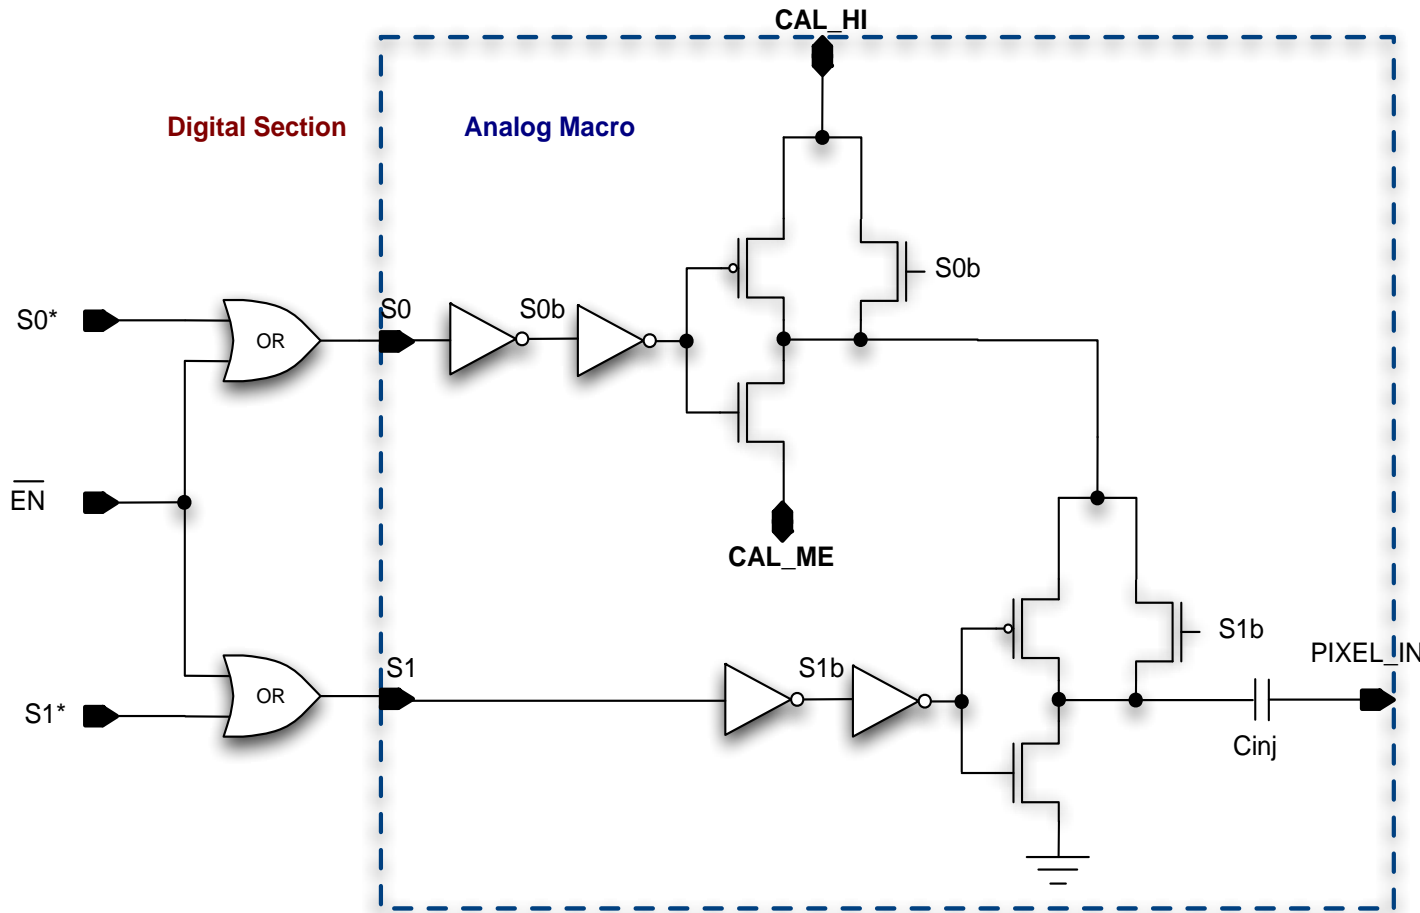 CAL_HI
Digital Section
Analog Macro
S0b
S0*
OR
S0
S0b
EN
CAL_ME
S1b
S1*
OR
S1
S1b
PIXEL_IN
Cinj